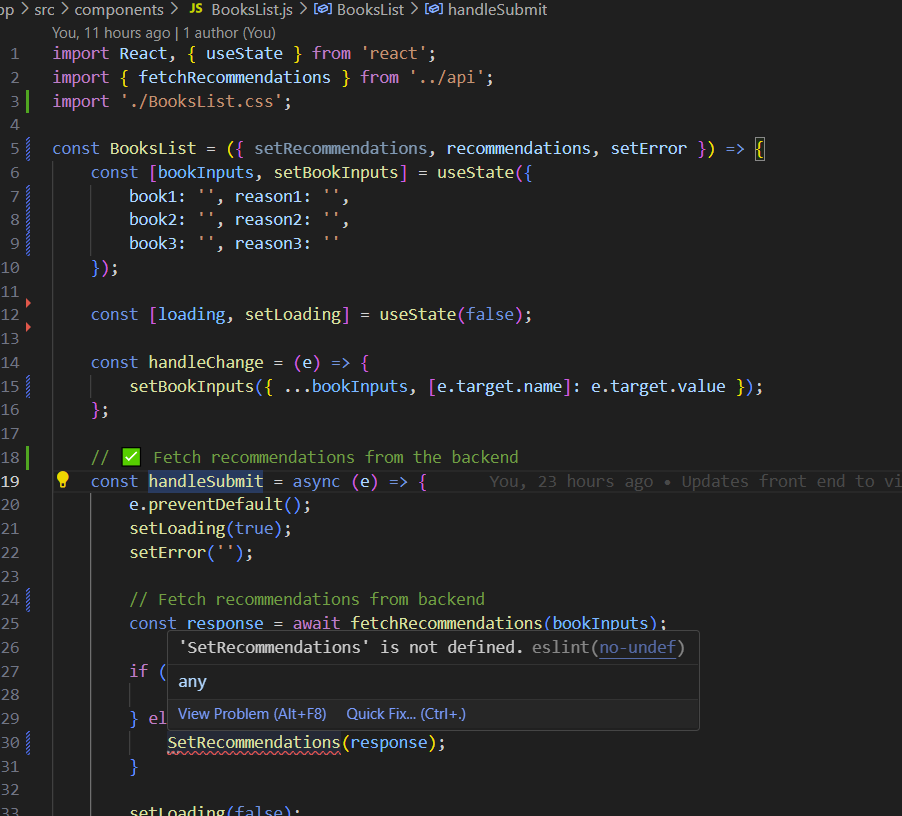 pp > src > components > JS BooksList.js > BooksList > handleSubmit
You, 11 hours ago | 1 author (You)
1 import React, { useState } from 'react';
2 import { fetchRecommendations } from '../api';
3 import './BooksList.css';
4
5 const BooksList = ({ setRecommendations, recommendations, setError }) => {
6 const [bookInputs, setBookInputs] = useState({
7 book1: '', reason1: '',
8 book2: '', reason2: '',
9 book3: '', reason3: ''
10 });
11
12 const [loading, setLoading] = useState(false);
13
14 const handleChange = (e) => {
15 setBookInputs({ ...bookInputs, [e.target.name]: e.target.value });
16 };
17
18 // ✅ Fetch recommendations from the backend
19 const handleSubmit = async (e) => { You, 23 hours ago • Updates front end to vi
20 e.preventDefault();
21 setLoading(true);
22 setError('');
23
24 // Fetch recommendations from backend
25 const response = await fetchRecommendations(bookInputs);
26 'SetRecommendations' is not defined. eslint(no-undef)
27 if (
any
28
View Problem (Alt+F8) Quick Fix... (Ctrl+.)
29 } el
30 SetRecommendations(response);
31 }
32
33 setLoading(false);